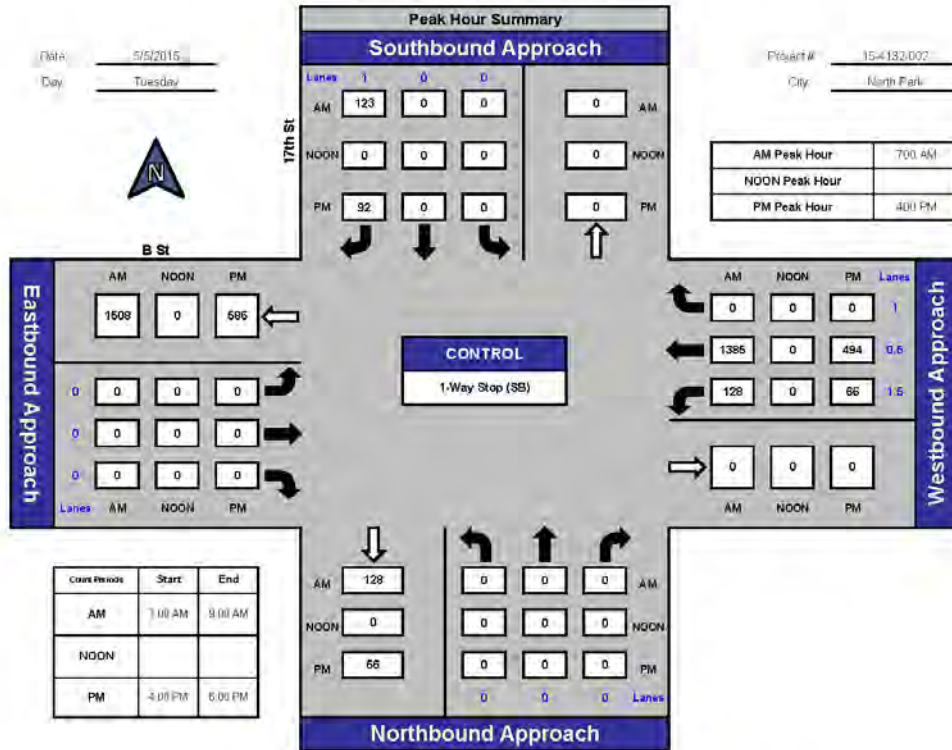 Peak Hour Summary
Southbound Approach
Date: 5/5/2015
Day: Tuesday
Project # 15-4132-007
City: North Park
17th St
Lanes 1 0 0
AM 123 0 0 0 AM
NOON 0 0 0 0 NOON
PM 92 0 0 0 PM
N
AM Peak Hour 700 AM
NOON Peak Hour
PM Peak Hour 400 PM
B St
Eastbound Approach
AM NOON PM
1508 0 586
0 0 0 0
0 0 0 0
0 0 0 0
Lanes AM NOON PM
CONTROL
1-Way Stop (SB)
Westbound Approach
AM NOON PM Lanes
0 0 0 1
1385 0 494 0.5
128 0 66 1.5
0 0 0
AM NOON PM
Count Periods Start End
AM 7:00 AM 9:00 AM
NOON
PM 4:00 PM 6:00 PM
AM 128 0 0 0 AM
NOON 0 0 0 0 NOON
PM 66 0 0 0 PM
0 0 0 Lanes
Northbound Approach